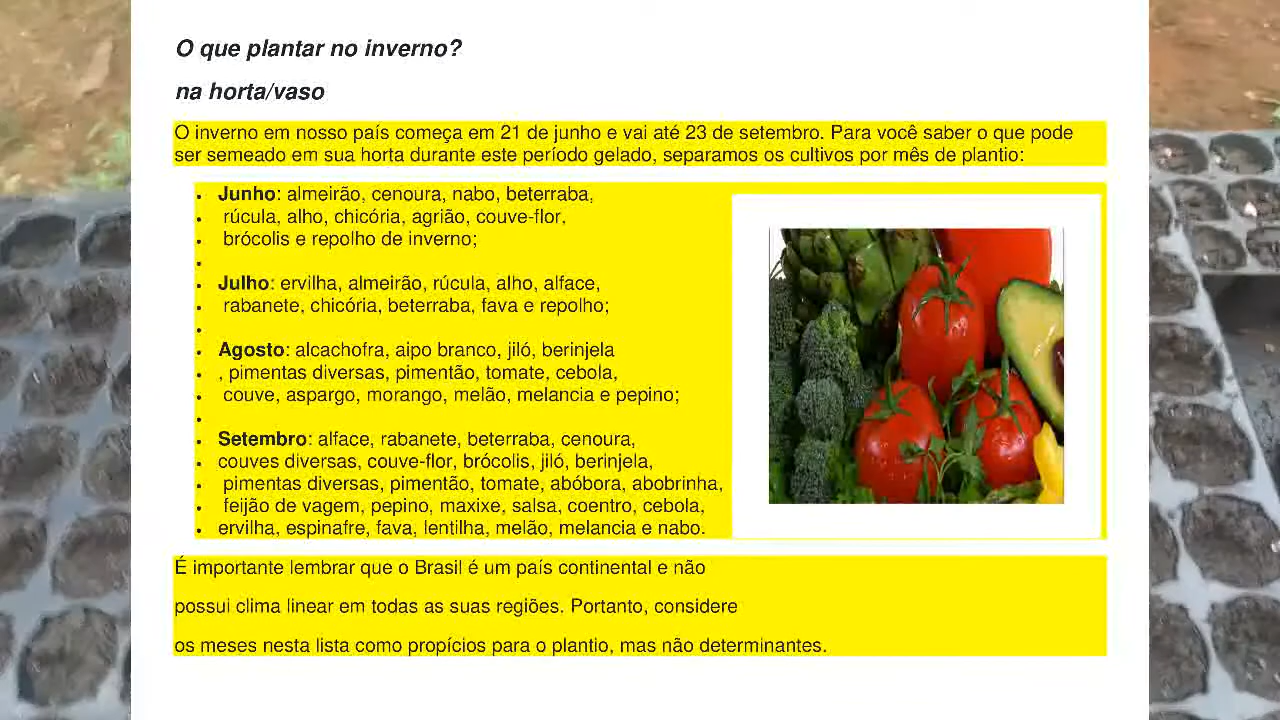 O que plantar no inverno?
na horta/vaso
O inverno em nosso país começa em 21 de junho e vai até 23 de setembro. Para você saber o que pode
ser semeado em sua horta durante este período gelado, separamos os cultivos por mês de plantio:
• Junho: almeirão, cenoura, nabo, beterraba,
• rúcula, alho, chicória, agrião, couve-flor,
• brócolis e repolho de inverno;
•
• Julho: ervilha, almeirão, rúcula, alho, alface,
• rabanete, chicória, beterraba, fava e repolho;
•
• Agosto: alcachofra, aipo branco, jiló, berinjela
• , pimentas diversas, pimentão, tomate, cebola,
• couve, aspargo, morango, melão, melancia e pepino;
•
• Setembro: alface, rabanete, beterraba, cenoura,
• couves diversas, couve-flor, brócolis, jiló, berinjela,
• pimentas diversas, pimentão, tomate, abóbora, abobrinha,
• feijão de vagem, pepino, maxixe, salsa, coentro, cebola,
• ervilha, espinafre, fava, lentilha, melão, melancia e nabo.
É importante lembrar que o Brasil é um país continental e não
possui clima linear em todas as suas regiões. Portanto, considere
os meses nesta lista como propícios para o plantio, mas não determinantes.